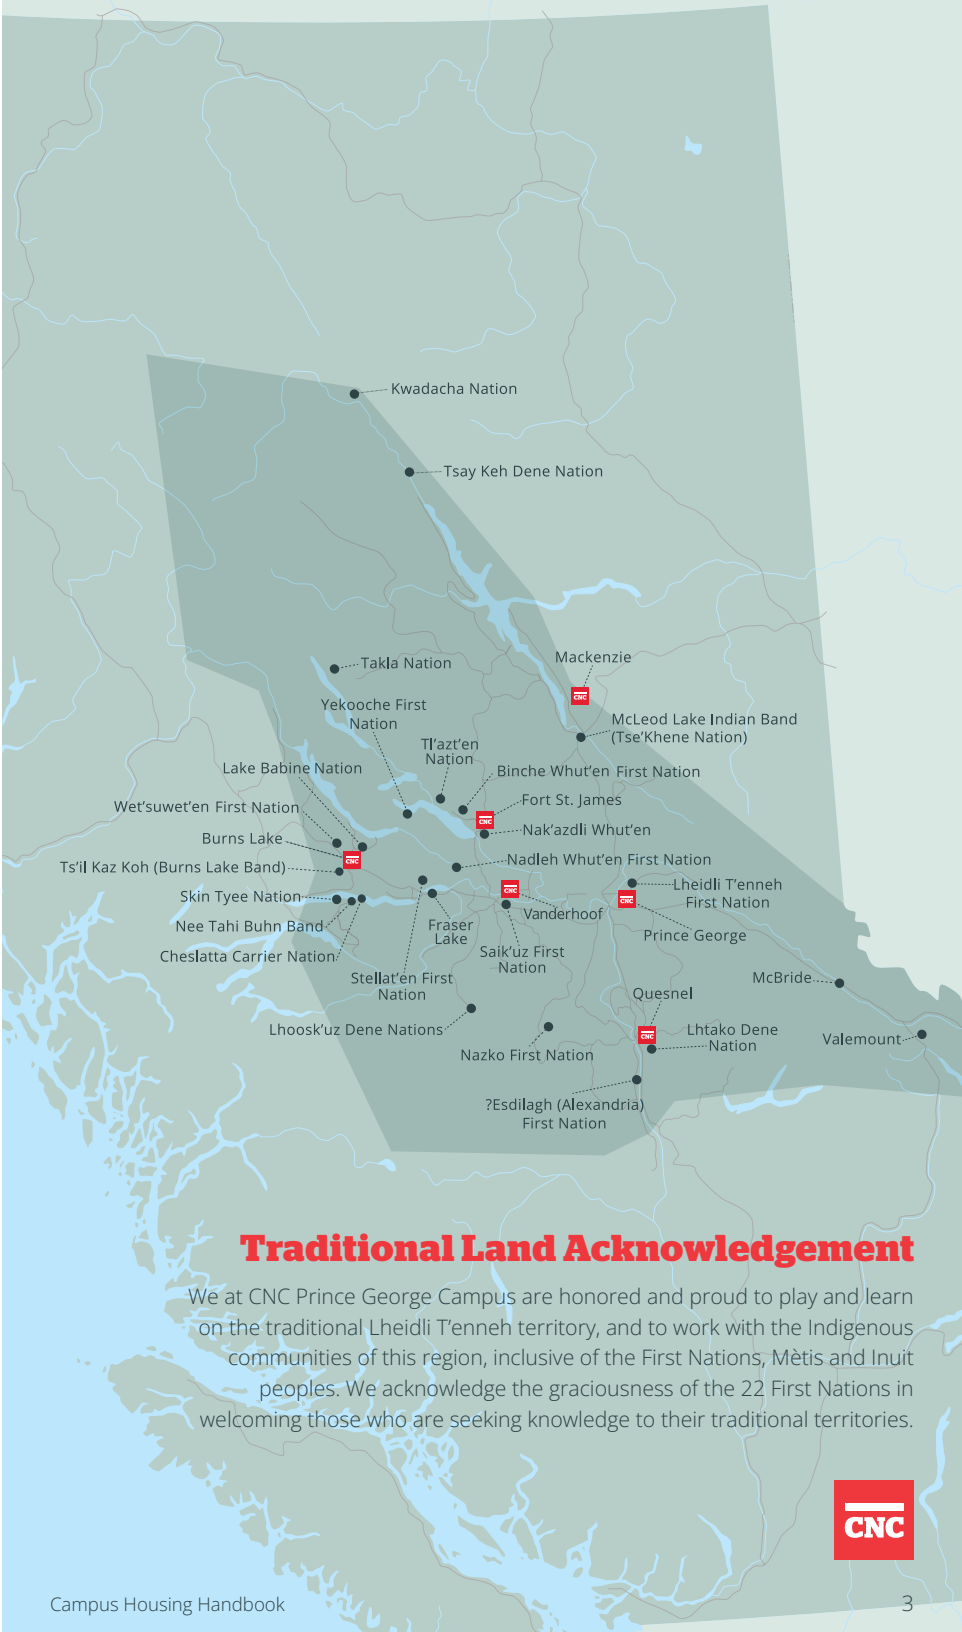 Kwadacha Nation
Tsay Keh Dene Nation
Takla Nation
Mackenzie
CNC
Yekooche First
Nation
McLeod Lake Indian Band
(Tse'Khene Nation)
Tl'azt'en
Nation
Lake Babine Nation
Binche Whut'en First Nation
Wet'suwet'en First Nation
Fort St. James
CNC
Burns Lake
CNC
Nak'azdli Whut'en
Ts'il Kaz Koh (Burns Lake Band)
Nadleh Whut'en First Nation
Skin Tyee Nation
CNC
Lheidli T'enneh
First Nation
CNC
Nee Tahi Buhn Band
Fraser
Lake
Vanderhoof
Cheslatta Carrier Nation
Saik'uz First
Nation
Prince George
Stellat'en First
Nation
McBride
Quesnel
CNC
Lhoosk'uz Dene Nations
Lhtako Dene
Nation
Valemount
Nazko First Nation
?Esdilagh (Alexandria)
First Nation
Traditional Land Acknowledgement
We at CNC Prince George Campus are honored and proud to play and learn
on the traditional Lheidli T'enneh territory, and to work with the Indigenous
communities of this region, inclusive of the First Nations, Mètis and Inuit
peoples. We acknowledge the graciousness of the 22 First Nations in
welcoming those who are seeking knowledge to their traditional territories.
CNC
Campus Housing Handbook
3